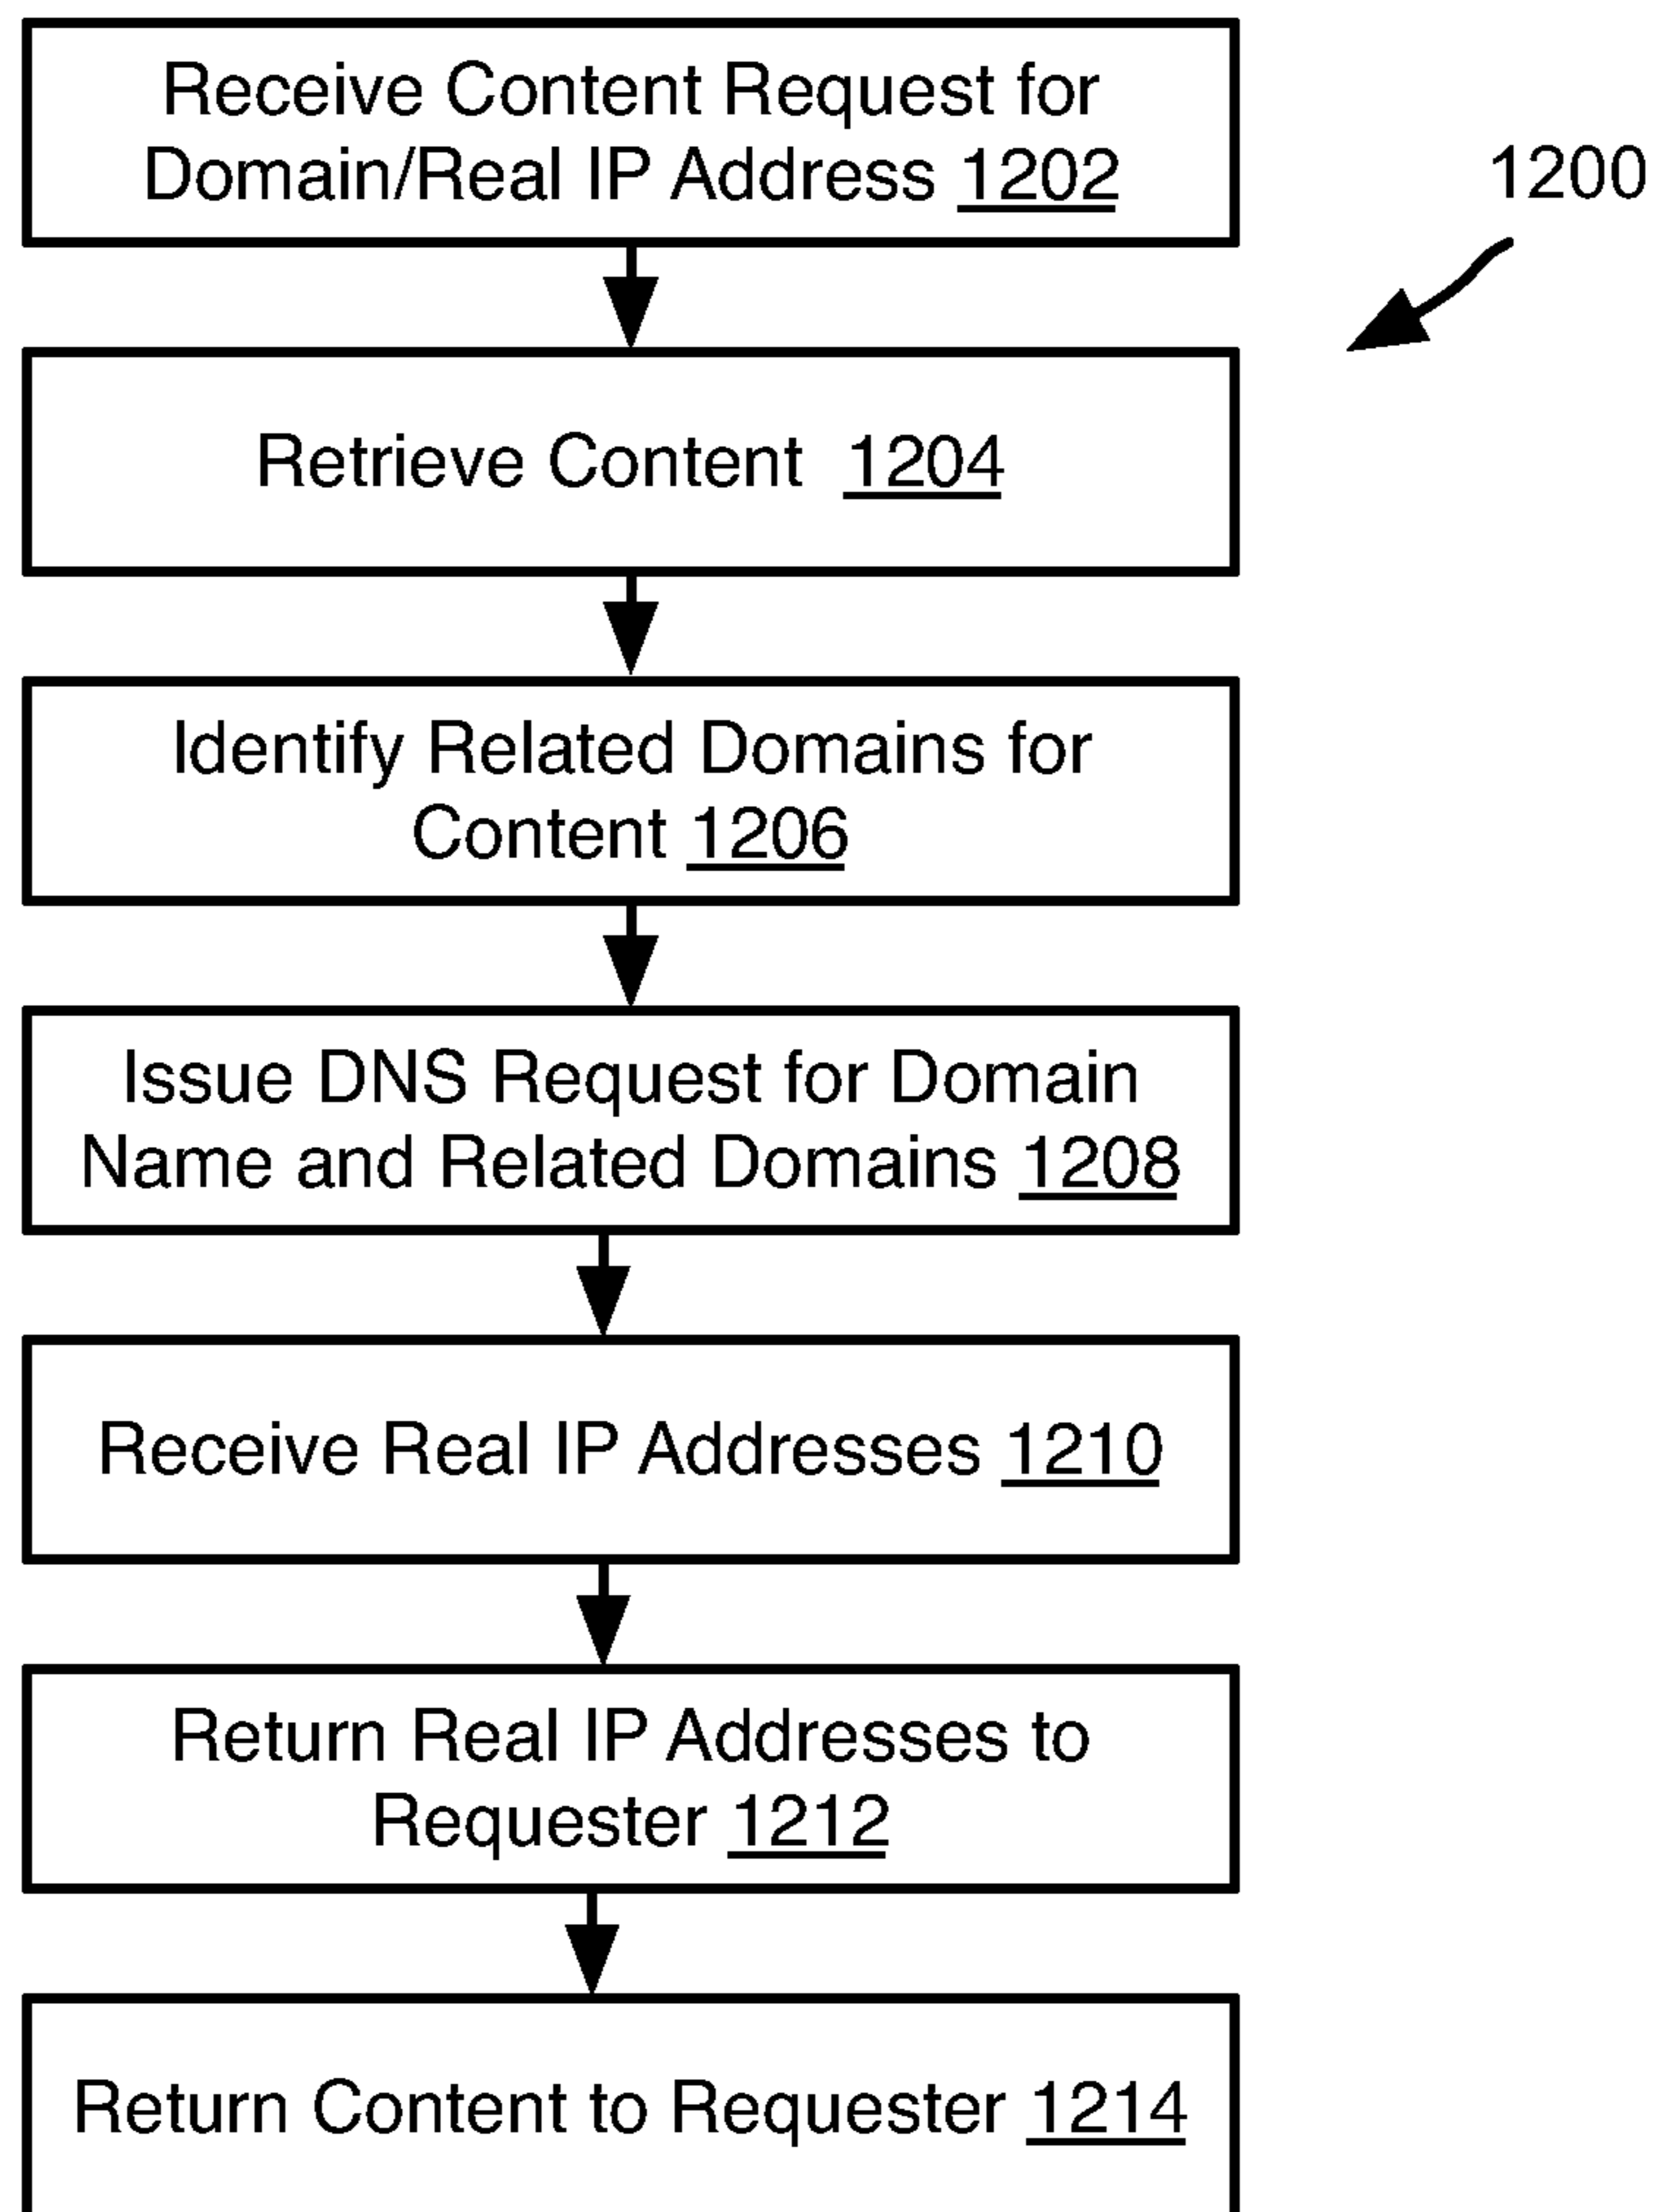 Receive Content Request for
Domain/Real IP Address 1202
1200
Retrieve Content 1204
Identify Related Domains for
Content 1206
Issue DNS Request for Domain
Name and Related Domains 1208
Receive Real IP Addresses 1210
Return Real IP Addresses to
Requester 1212
Return Content to Requester 1214